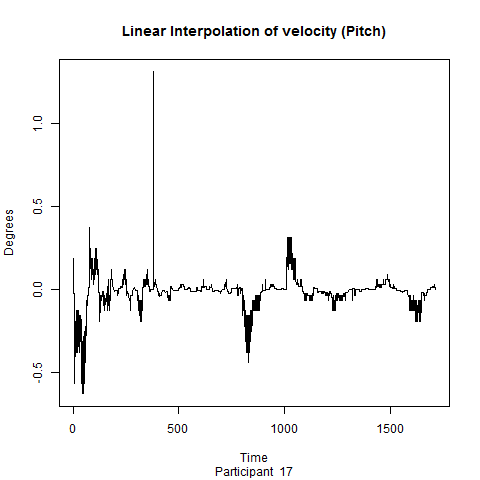 Linear Interpolation of velocity (Pitch)
Degrees
1.0
0.5
0.0
-0.5
0 500 1000 1500
Time
Participant 17